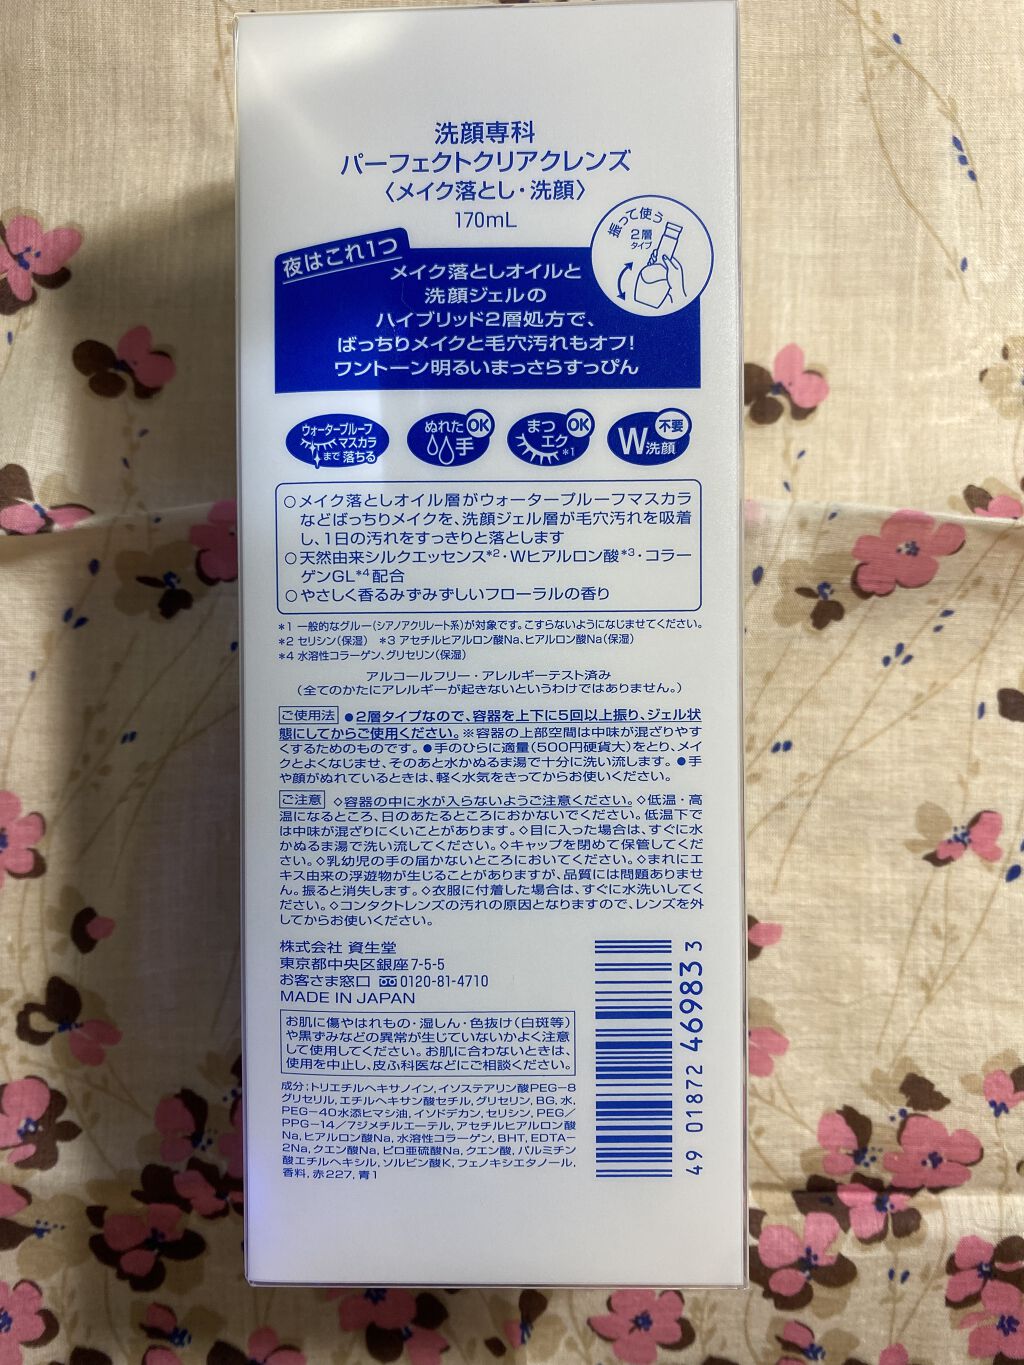 洗顔専科
パーフェクトクリアクレンズ
〈メイク落とし・洗顔〉
170mL
振って使う
2層
タイプ
夜はこれ1つ
メイク落としオイルと
洗顔ジェルの
ハイブリッド2層処方で、
ばっちりメイクと毛穴汚れもオフ!
ワントーン明るいまっさらすっぴん
ウォータープルーフ
マスカラ
まで落ちる
ぬれた
手
OK
まつ
エク
*1
OK
W洗顔
不要
○メイク落としオイル層がウォータープルーフマスカラ
などばっちりメイクを、洗顔ジェル層が毛穴汚れを吸着
し、1日の汚れをすっきりと落とします
○天然由来シルクエッセンス*2・Wヒアルロン酸*3・コラー
ゲンGL*4配合
○やさしく香るみずみずしいフローラルの香り
*1 一般的なグルー(シアノアクリレート系)が対象です。こすらないようになじませてください。
*2 セリシン(保湿) *3 アセチルヒアルロン酸Na、ヒアルロン酸Na(保湿)
*4 水溶性コラーゲン、グリセリン(保湿)
アルコールフリー・アレルギーテスト済み
(全てのかたにアレルギーが起きないというわけではありません。)
ご使用法 ●2層タイプなので、容器を上下に5回以上振り、ジェル状
態にしてからご使用ください。※容器の上部空間は中味が混ざりやす
くするためのものです。●手のひらに適量(500円硬貨大)をとり、メイ
クとよくなじませ、そのあと水かぬるま湯で十分に洗い流します。●手
や顔がぬれているときは、軽く水気をきってからお使いください。
ご注意 ◇容器の中に水が入らないようご注意ください。◇低温・高
温になるところ、日のあたるところにおかないでください。低温下で
は中味が混ざりにくいことがあります。◇目に入った場合は、すぐに水
かぬるま湯で洗い流してください。◇キャップを閉めて保管してくだ
さい。◇乳幼児の手の届かないところにおいてください。◇まれにエ
キス由来の浮遊物が生じることがありますが、品質には問題ありませ
ん。振ると消失します。◇衣服に付着した場合は、すぐに水洗いしてく
ださい。◇コンタクトレンズの汚れの原因となりますので、レンズを外
してからお使いください。
株式会社 資生堂
東京都中央区銀座7-5-5
お客さま窓口 0120-81-4710
MADE IN JAPAN
お肌に傷やはれもの・湿しん・色抜け(白斑等)
や黒ずみなどの異常が生じていないかよく注意
して使用してください。お肌に合わないときは、
使用を中止し、皮ふ科医などにご相談ください。
成分:トリエチルヘキサノイン,イソステアリン酸PEG-8
グリセリル,エチルヘキサン酸セチル,グリセリン,BG,水,
PEG-40水添ヒマシ油,イソドデカン,セリシン,PEG/
PPG-14/7ジメチルエーテル,アセチルヒアルロン酸
Na,ヒアルロン酸Na,水溶性コラーゲン,BHT,EDTA-
2Na,クエン酸Na,ピロ亜硫酸Na,クエン酸,パルミチン
酸エチルヘキシル,ソルビン酸K,フェノキシエタノール,
香料,赤227,青1
49 01872 46983 3